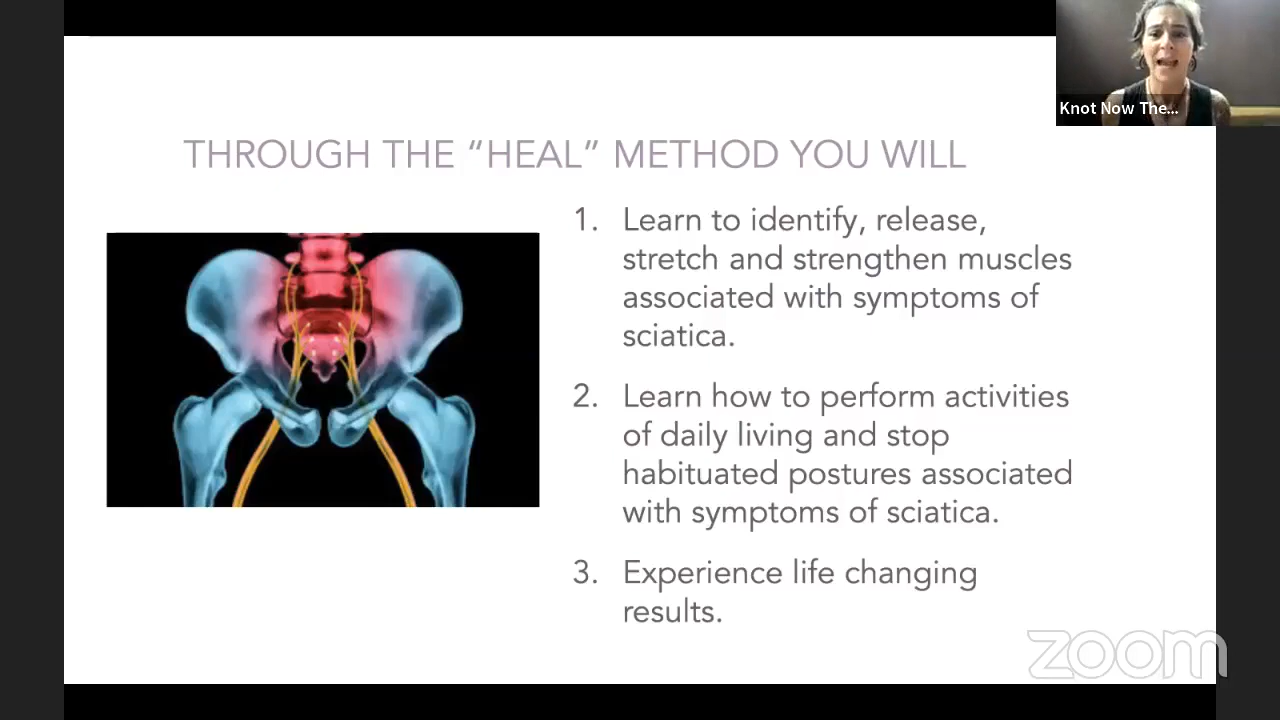 Knot Now The...
THROUGH THE “HEAL” METHOD YOU WILL
1. Learn to identify, release,
stretch and strengthen muscles
associated with symptoms of
sciatica.
2. Learn how to perform activities
of daily living and stop
habituated postures associated
with symptoms of sciatica.
3. Experience life changing
results.
zoom